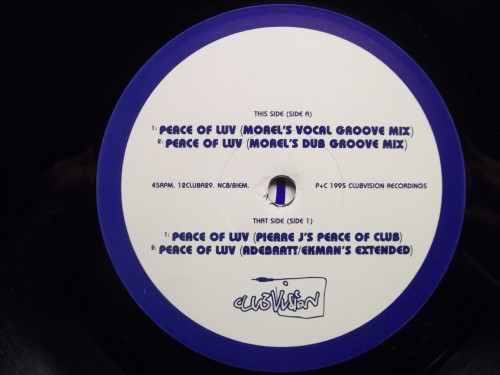 THIS SIDE (SIDE A)
1: PEACE OF LUV (MOREL'S VOCAL GROOVE MIX)
2: PEACE OF LUV (MOREL'S DUB GROOVE MIX)
45RPM. 12CLUBA29. NCB/BIEM. P+C 1995 CLUBVISION RECORDINGS
THAT SIDE (SIDE 1)
1: PEACE OF LUV (PIERRE J'S PEACE OF CLUB)
2: PEACE OF LUV (ADEBRATT/EKMAN'S EXTENDED)
CLUBVISION